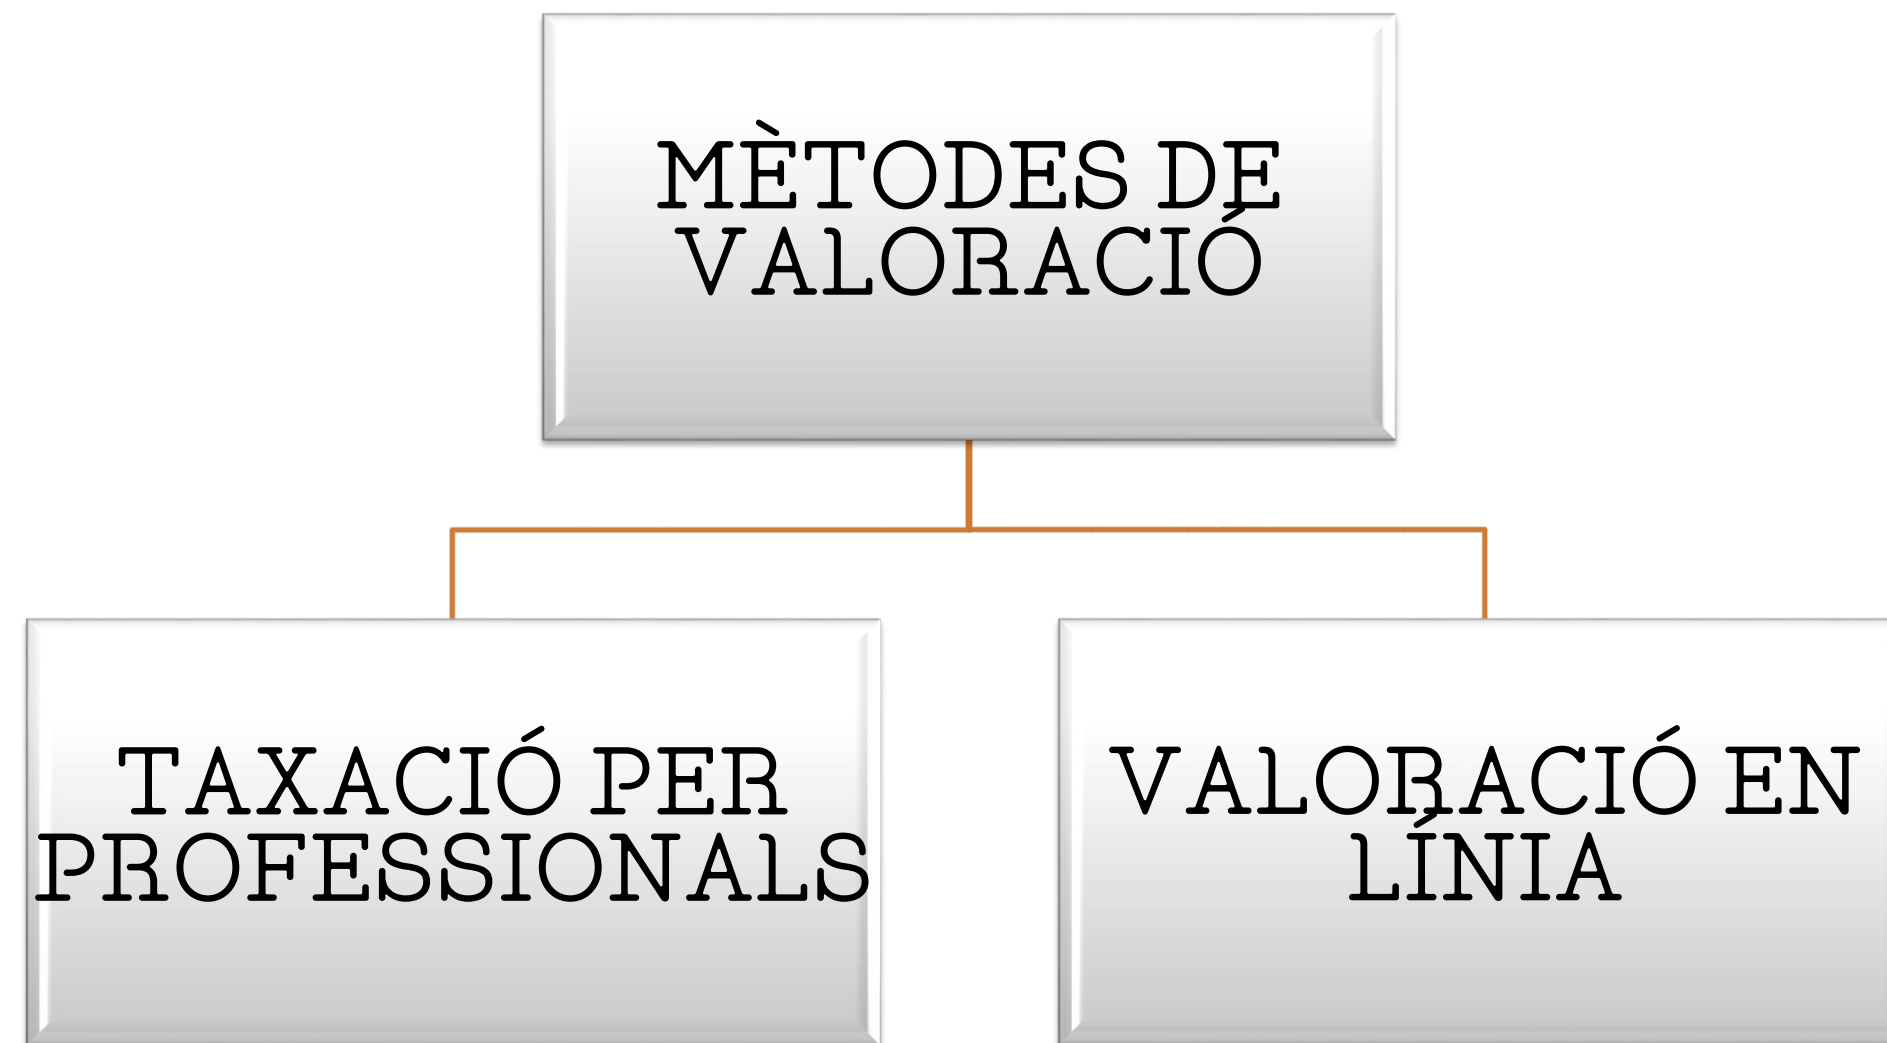 MÈTODES DE
VALORACIÓ
TAXACIÓ PER
PROFESSIONALS
VALORACIÓ EN
LÍNIA